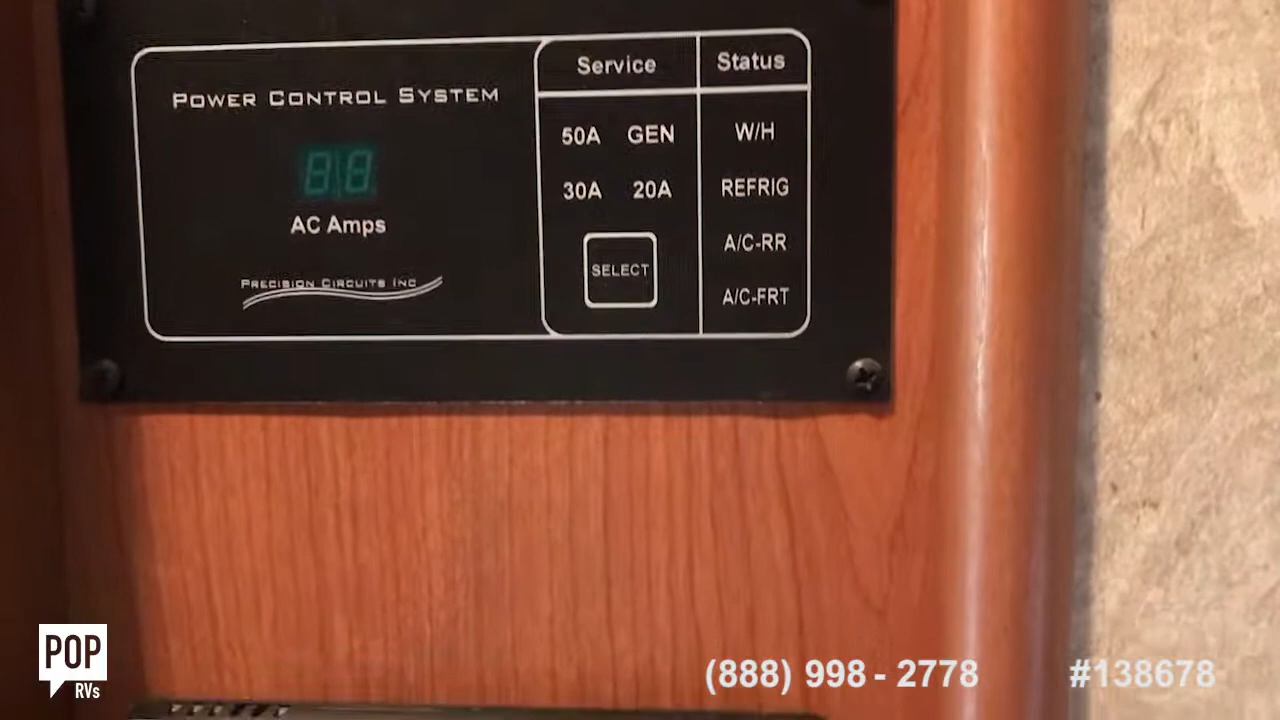 POWER CONTROL SYSTEM
88
AC Amps
PRECISION CIRCUITS INC
Service
50A GEN
30A 20A
SELECT
Status
W/H
REFRIG
A/C-RR
A/C-FRT
POP
RVs
(888) 998 - 2778
#138678